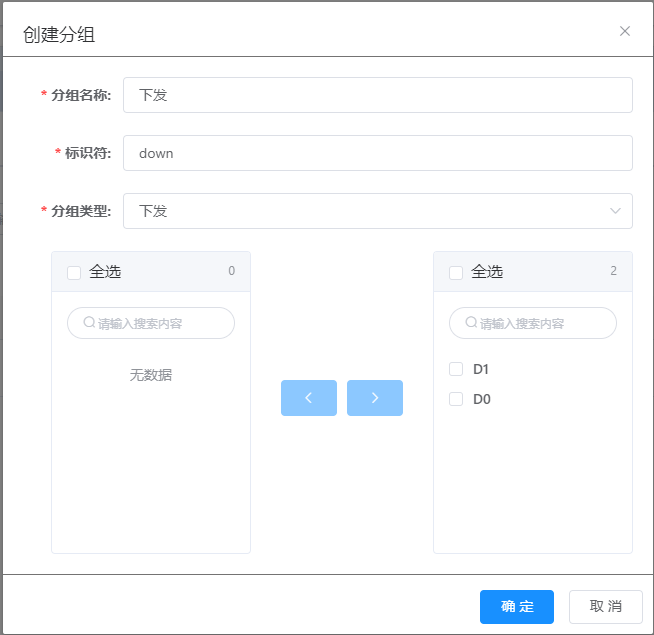 创建分组
* 分组名称: 下发
* 标识符: down
* 分组类型: 下发
全选 0
请输入搜索内容
无数据
全选 2
请输入搜索内容
D1
D0
确 定 取 消